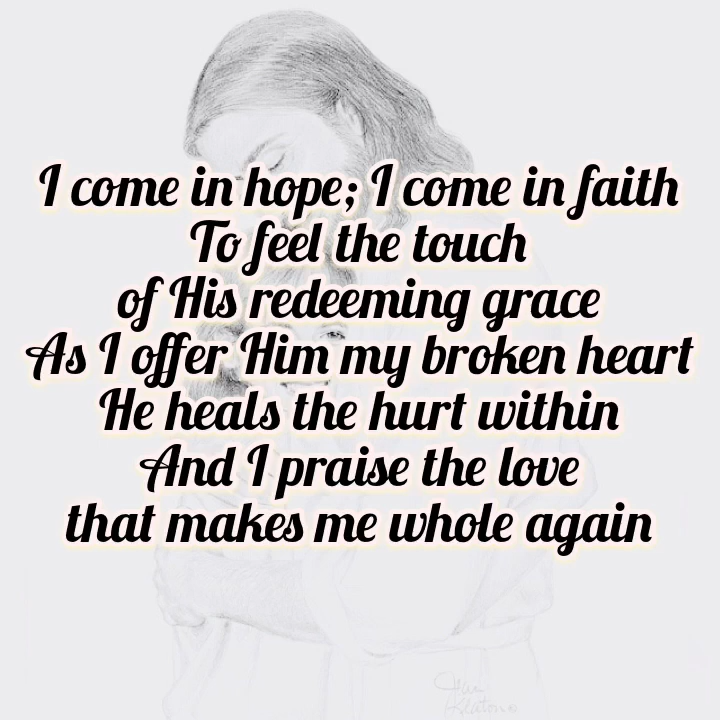 I come in hope; I come in faith
To feel the touch
of His redeeming grace
As I offer Him my broken heart
He heals the hurt within
And I praise the love
that makes me whole again